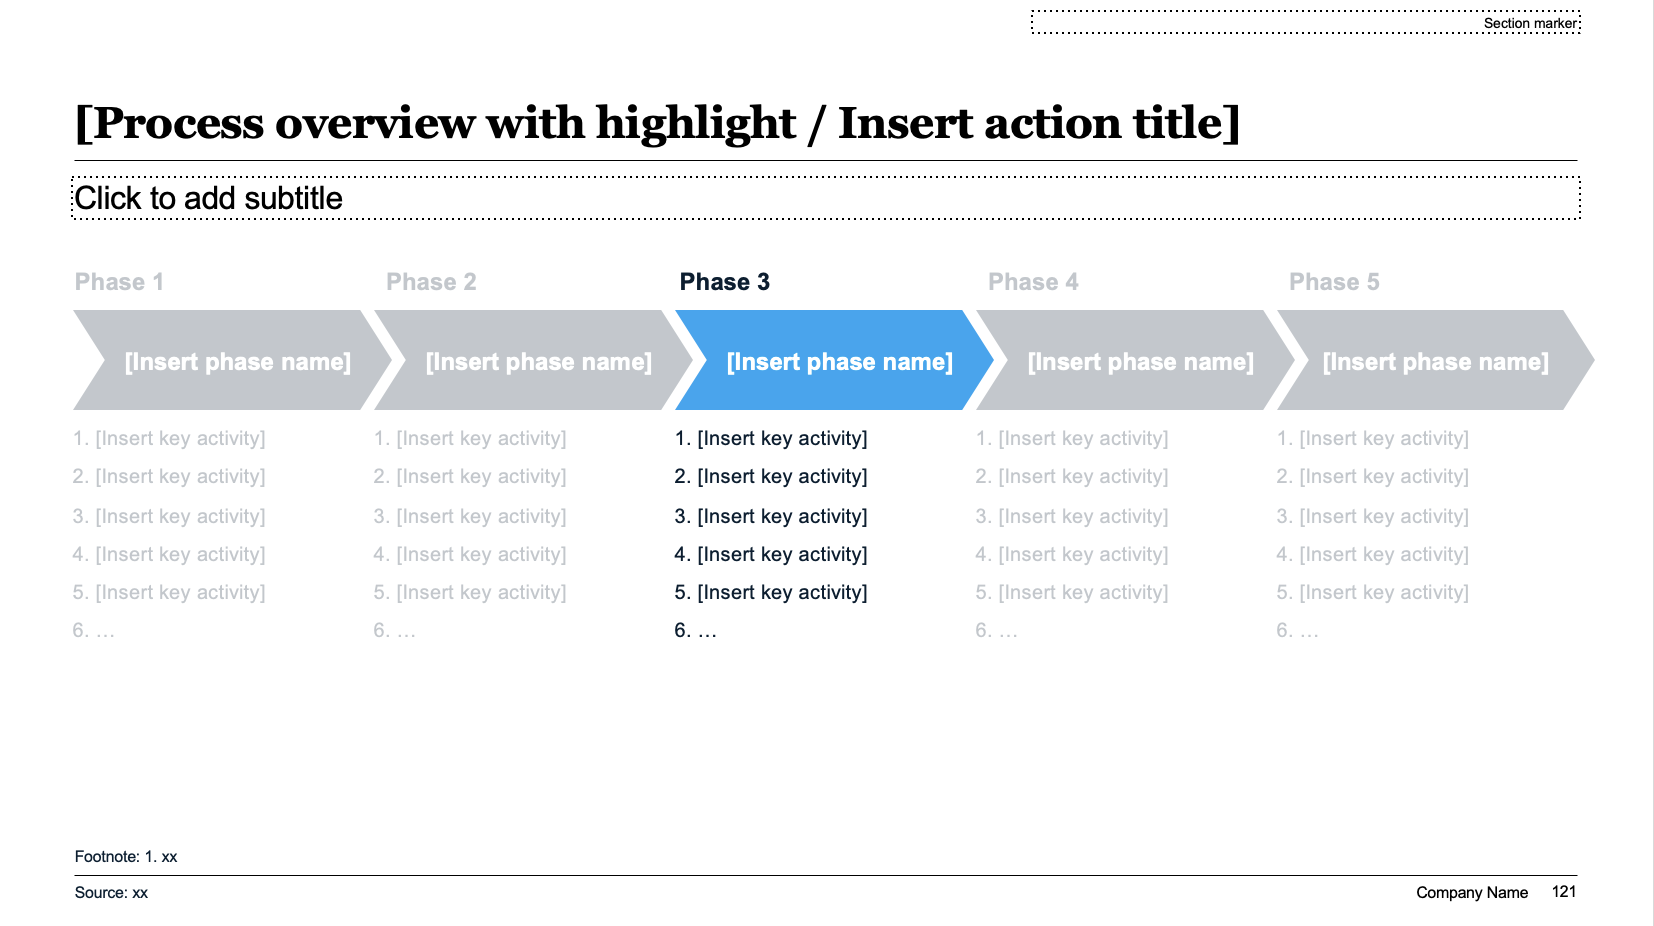 Section marker
[Process overview with highlight / Insert action title]
Click to add subtitle
Phase 1
Phase 2
Phase 3
Phase 4
Phase 5
[Insert phase name]
[Insert phase name]
[Insert phase name]
[Insert phase name]
[Insert phase name]
1. [Insert key activity]
2. [Insert key activity]
3. [Insert key activity]
4. [Insert key activity]
5. [Insert key activity]
6. …
1. [Insert key activity]
2. [Insert key activity]
3. [Insert key activity]
4. [Insert key activity]
5. [Insert key activity]
6. …
1. [Insert key activity]
2. [Insert key activity]
3. [Insert key activity]
4. [Insert key activity]
5. [Insert key activity]
6. …
1. [Insert key activity]
2. [Insert key activity]
3. [Insert key activity]
4. [Insert key activity]
5. [Insert key activity]
6. …
1. [Insert key activity]
2. [Insert key activity]
3. [Insert key activity]
4. [Insert key activity]
5. [Insert key activity]
6. …
Footnote: 1. xx
Source: xx
Company Name 121